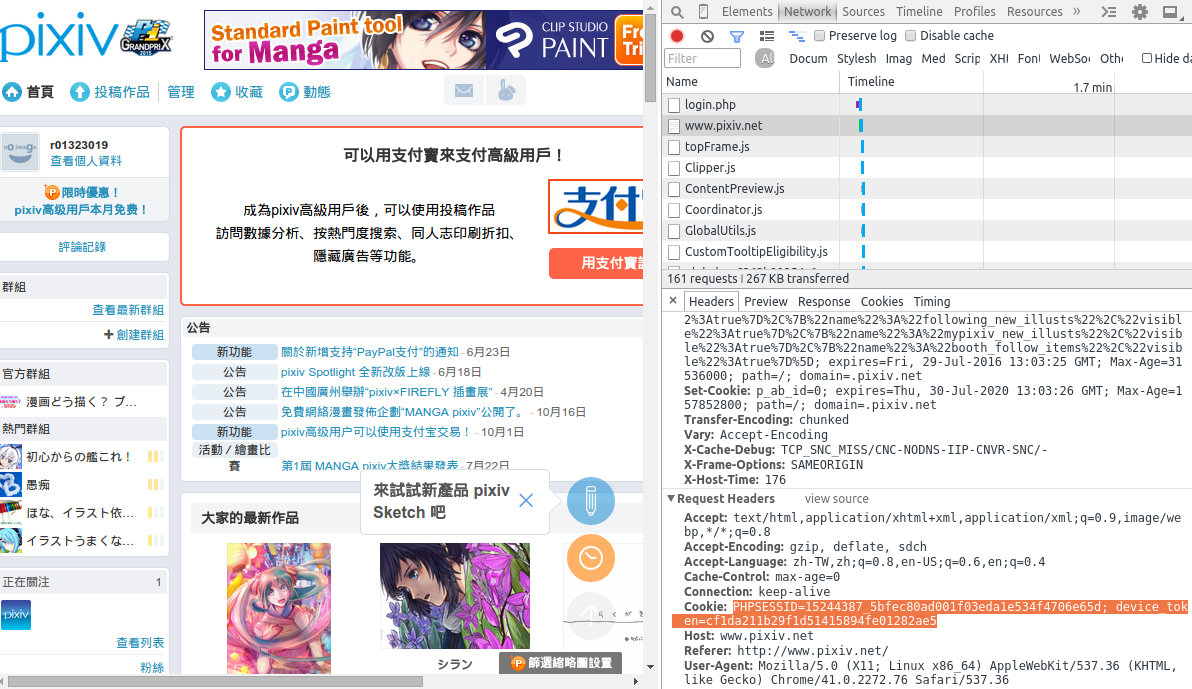 pixiv
GRANDPRIX
2015
Standard Paint tool
for Manga
CLIP STUDIO
PAINT
Fre
Tri
首頁
投稿作品
管理
收藏
動態
no image
r01323019
查看個人資料
限時優惠！
pixiv高級用戶本月免费！
評論記錄
群組
查看最新群組
創建群組
官方群組
漫画どう描く？ プ...
熱門群組
初心からの艦これ！
愚痴
ほな、イラスト依...
イラストうまくな...
正在關注
1
pixiv
查看列表
粉絲
可以用支付寶來支付高級用戶！
成為pixiv高級用戶後，可以使用投稿作品
訪問數據分析、按熱門度搜索、同人志印刷折扣、
隱藏廣告等功能。
支付
用支付寶
公告
新功能 關於新增支持“PayPal支付”的通知 - 6月23日
公告 pixiv Spotlight 全新改版上線 - 6月18日
公告 在中國廣州舉辦“pixiv×FIREFLY 插畫展” - 4月20日
公告 免費網絡漫畫發佈企劃“MANGA pixiv”公開了。 - 10月16日
新功能 pixiv高級用户可以使用支付宝交易！ - 10月1日
活動 / 繪畫比
賽
第1屆 MANGA pixiv大獎結果發表 - 7月22日
來試試新產品 pixiv
Sketch 吧
大家的最新作品
シラン
篩選縮略圖設置
Elements Network Sources Timeline Profiles Resources »
Preserve log Disable cache
Filter
Al Docum Stylesh Imag Med Scrip XHI Font WebSoc Othe Hide da
Name Timeline
1.7 min
login.php
www.pixiv.net
topFrame.js
Clipper.js
ContentPreview.js
Coordinator.js
GlobalUtils.js
CustomTooltipEligibility.js
161 requests | 267 KB transferred
× Headers Preview Response Cookies Timing
2%3Atrue%7D%2C%7B%22name%22%3A%22following_new_illusts%22%2C%22visible
%22%3Atrue%7D%2C%7B%22name%22%3A%22mypixiv_new_illusts%22%2C%22visi
ble%22%3Atrue%7D%2C%7B%22name%22%3A%22booth_follow_items%22%2C%22visib
le%22%3Atrue%7D%5D; expires=Fri, 29-Jul-2016 13:03:25 GMT; Max-Age=31
536000; path=/; domain=.pixiv.net
Set-Cookie: p_ab_id=0; expires=Thu, 30-Jul-2020 13:03:26 GMT; Max-Age=1
57852800; path=/; domain=.pixiv.net
Transfer-Encoding: chunked
Vary: Accept-Encoding
X-Cache-Debug: TCP_SNC_MISS/CNC-NODNS-IIP-CNVR-SNC/-
X-Frame-Options: SAMEORIGIN
X-Host-Time: 176
Request Headers view source
Accept: text/html,application/xhtml+xml,application/xml;q=0.9,image/we
bp,*/*;q=0.8
Accept-Encoding: gzip, deflate, sdch
Accept-Language: zh-TW,zh;q=0.8,en-US;q=0.6,en;q=0.4
Cache-Control: max-age=0
Connection: keep-alive
Cookie: PHPSESSID=15244387_5bfec80ad001f03eda1e534f4706e65d; device_tok
en=cf1da211b29f1d51415894fe01282ae5
Host: www.pixiv.net
Referer: http://www.pixiv.net/
User-Agent: Mozilla/5.0 (X11; Linux x86_64) AppleWebKit/537.36 (KHTML,
like Gecko) Chrome/41.0.2272.76 Safari/537.36